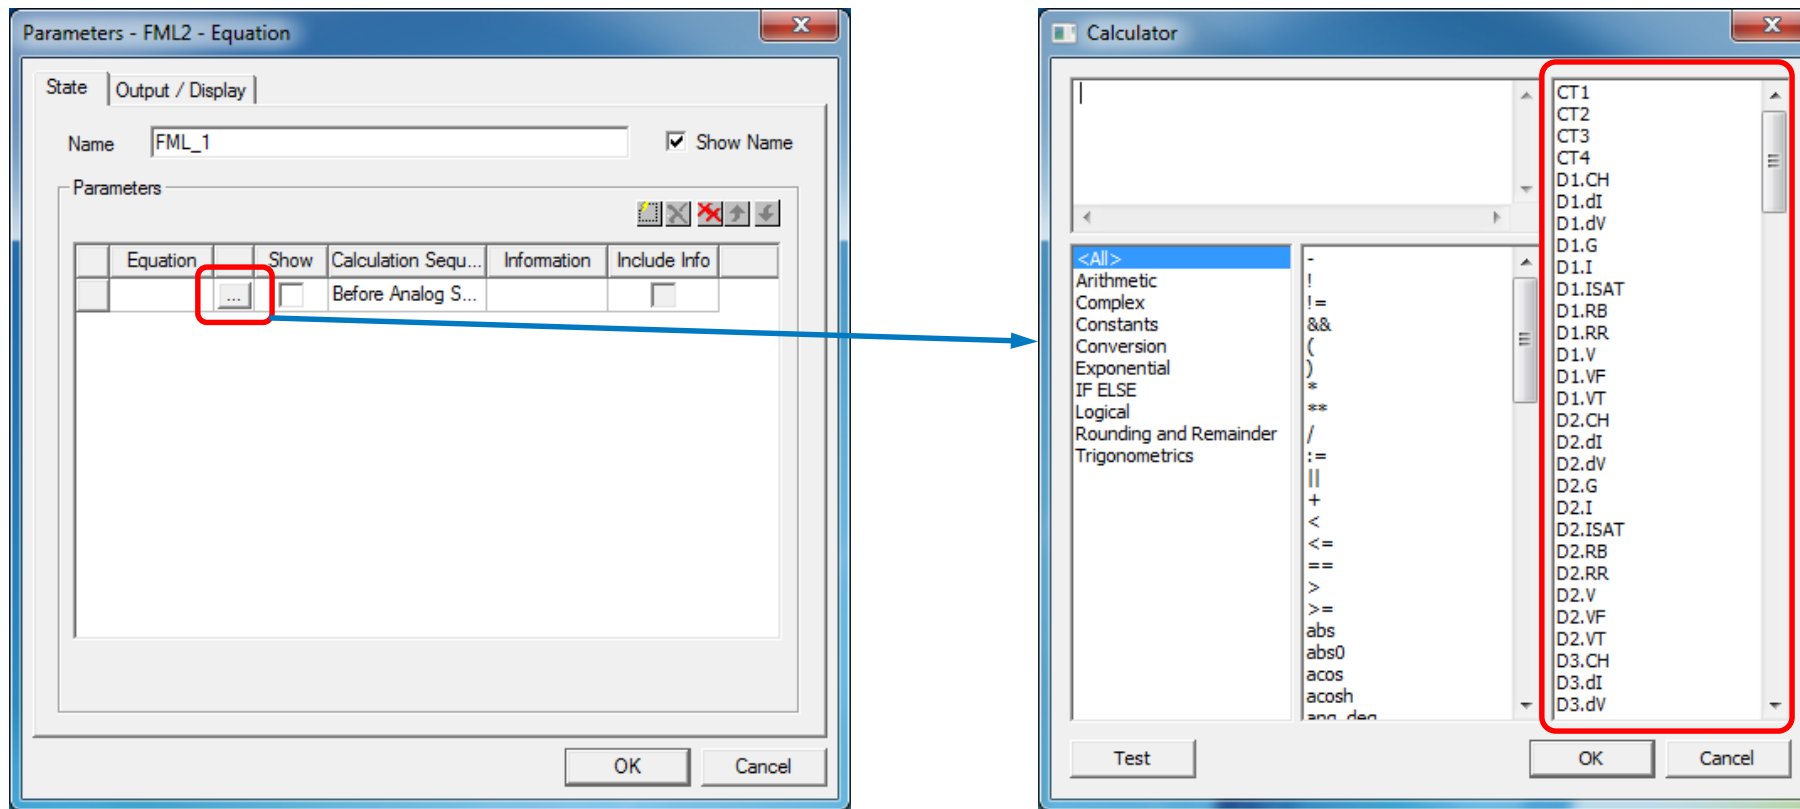 Parameters - FML2 - Equation
State
Output / Display
Name
FML_1
Show Name
Parameters
Equation
Show
Calculation Sequ...
Information
Include Info
...
Before Analog S...
OK
Cancel
Calculator
<All>
Arithmetic
Complex
Constants
Conversion
Exponential
IF ELSE
Logical
Rounding and Remainder
Trigonometrics
-
!
!=
&&
(
)
*
**
/
:=
||
+
<
<=
==
>
>=
abs
abs0
acos
acosh
ang_deg
CT1
CT2
CT3
CT4
D1.CH
D1.dI
D1.dV
D1.G
D1.I
D1.ISAT
D1.RB
D1.RR
D1.V
D1.VF
D1.VT
D2.CH
D2.dI
D2.dV
D2.G
D2.I
D2.ISAT
D2.RB
D2.RR
D2.V
D2.VF
D2.VT
D3.CH
D3.dI
D3.dV
Test
OK
Cancel